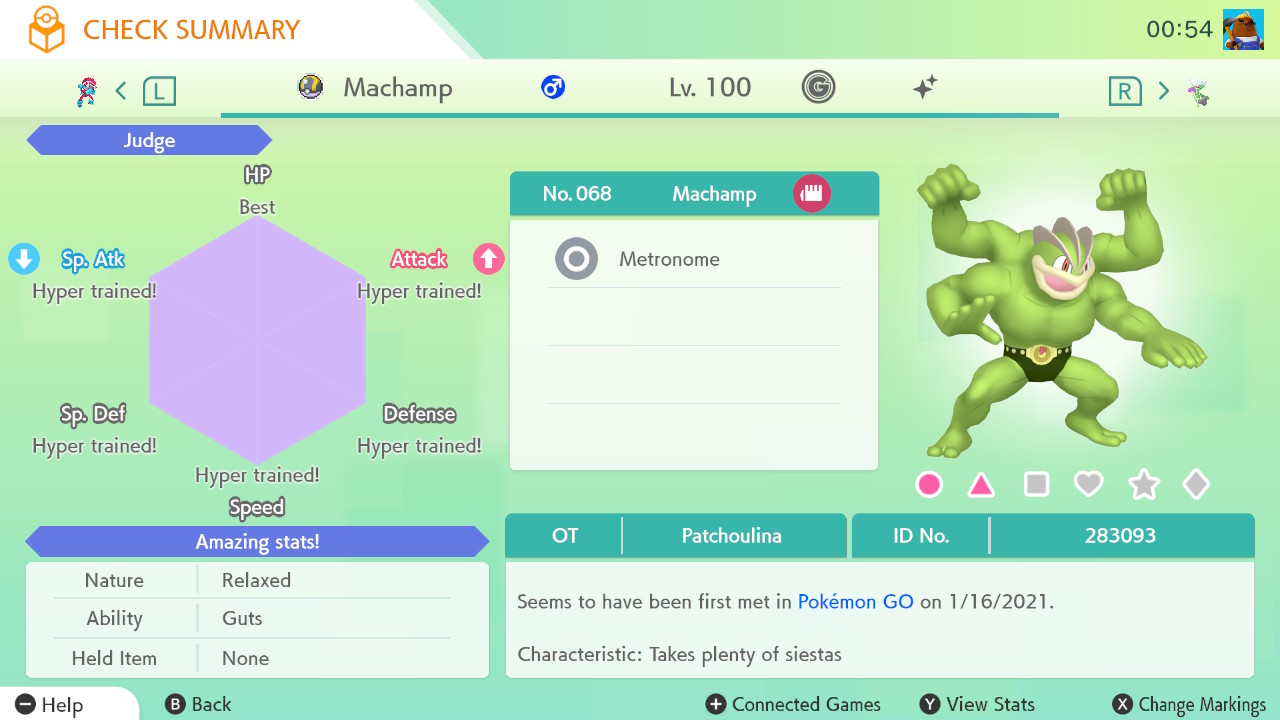 CHECK SUMMARY
00:54
L
Machamp
Lv. 100
G
R
Judge
HP
Best
Sp. Atk
Hyper trained!
Attack
Hyper trained!
Sp. Def
Hyper trained!
Defense
Hyper trained!
Hyper trained!
Speed
Amazing stats!
Nature Relaxed
Ability Guts
Held Item None
No. 068 Machamp
Metronome
OT Patchoulina ID No. 283093
Seems to have been first met in Pokémon GO on 1/16/2021.
Characteristic: Takes plenty of siestas
Help
B Back
Connected Games
Y View Stats
X Change Markings